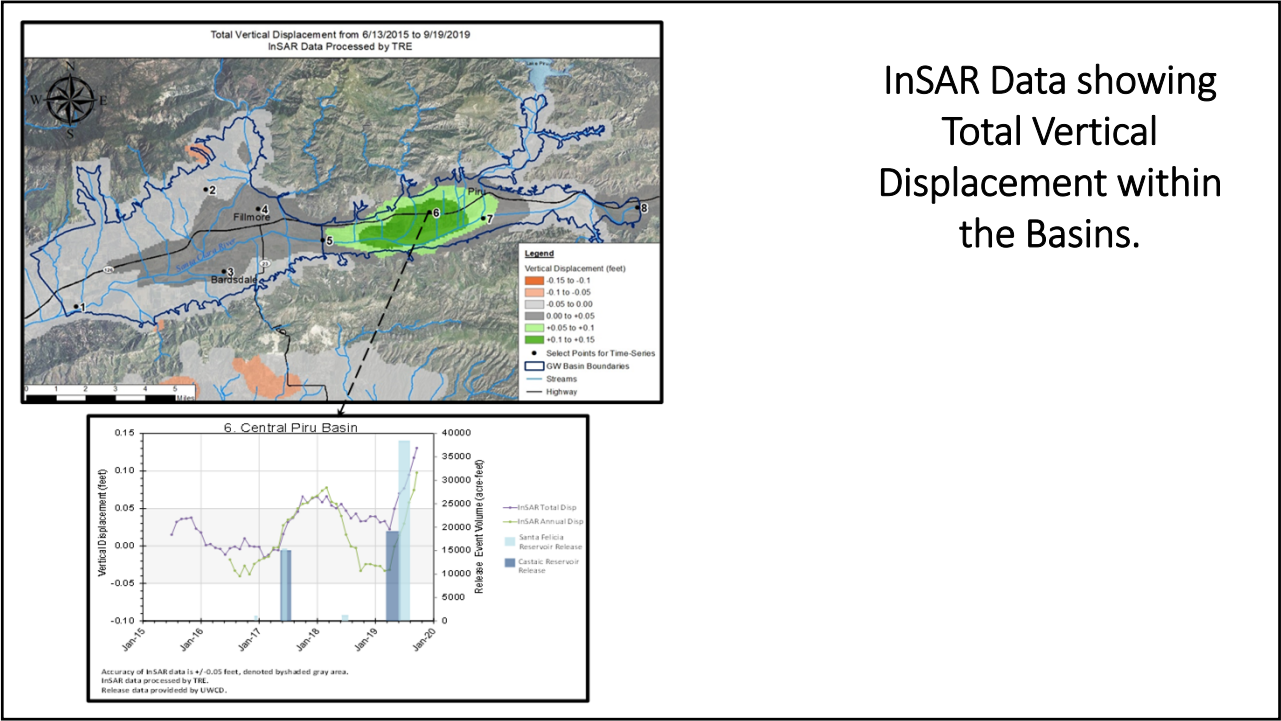 Total Vertical Displacement from 6/13/2015 to 9/19/2019
InSAR Data Processed by TRE
InSAR Data showing
Total Vertical
Displacement within
the Basins.
N
W
E
S
Lake Piru
2
4
Fillmore
Piru
6
7
8
5
Santa Clara River
126
23
3
Bardsdale
1
Legend
Vertical Displacement (feet)
-0.15 to -0.1
-0.1 to -0.05
-0.05 to 0.00
0.00 to +0.05
+0.05 to +0.1
+0.1 to +0.15
Select Points for Time-Series
GW Basin Boundaries
Streams
Highway
0 1 2 3 4 5
Miles
6. Central Piru Basin
Vertical Displacement (feet)
0.15
0.10
0.05
0.00
-0.05
-0.10
Release Event Volume (acre-feet)
40000
35000
30000
25000
20000
15000
10000
5000
0
Jan-15 Jan-16 Jan-17 Jan-18 Jan-19 Jan-20
InSAR Total Disp
InSAR Annual Disp
Santa Felicia
Reservoir Release
Castaic Reservoir
Release
Accuracy of InSAR data is +/-0.05 feet, denoted byshaded gray area.
InSAR data processed by TRE.
Release data providedd by UWCD.